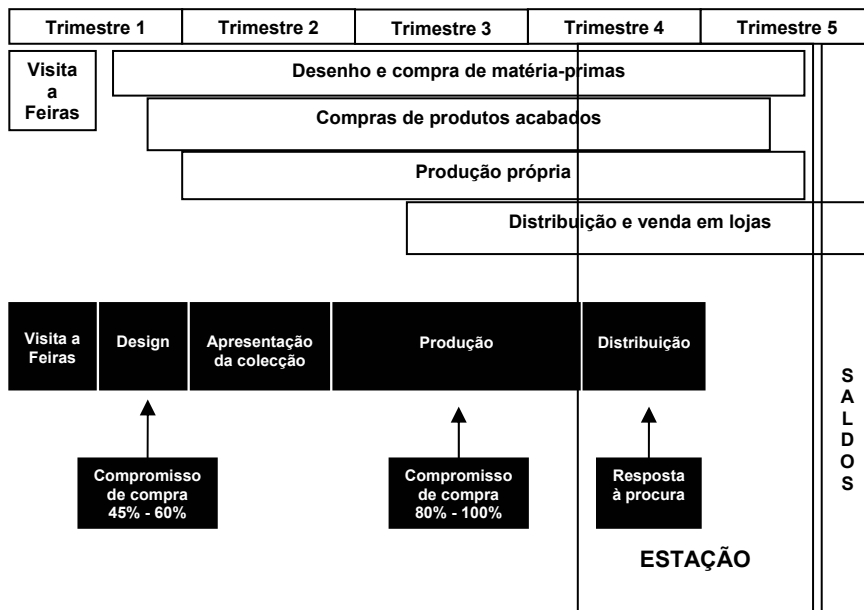 Trimestre 1 Trimestre 2 Trimestre 3 Trimestre 4 Trimestre 5
Visita
a
Feiras
Desenho e compra de matéria-primas
Compras de produtos acabados
Produção própria
Distribuição e venda em lojas
Visita a
Feiras
Design
Apresentação
da colecção
Produção
Distribuição
Compromisso
de compra
45% - 60%
Compromisso
de compra
80% - 100%
Resposta
à procura
ESTAÇÃO
S
A
L
D
O
S